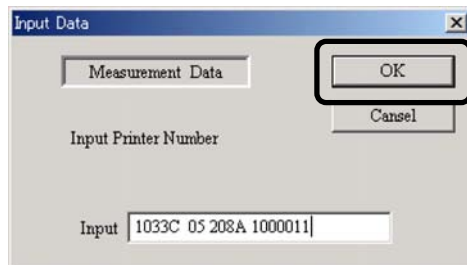 Input Data
Measurement Data
OK
Cansel
Input Printer Number
Input 1033C 05 208A 1000011